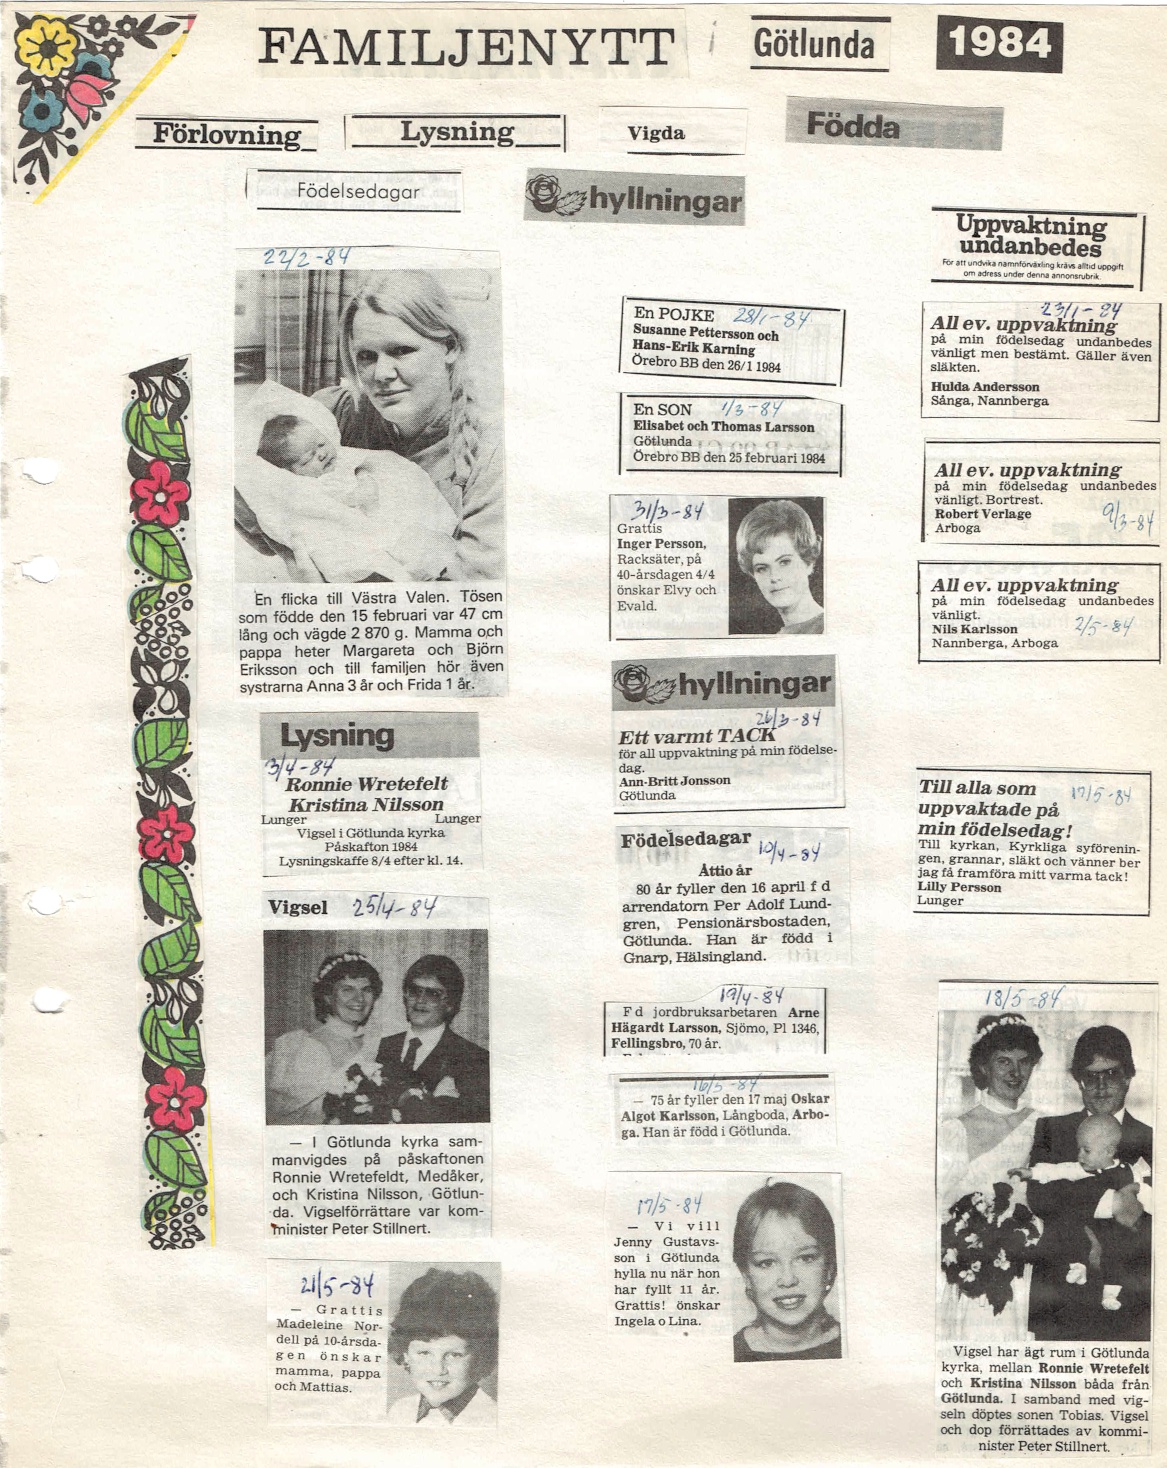 FAMILJENYTT
Götlunda
1984
Förlovning
Lysning
Vigda
Födda
Födelsedagar
hyllningar
22/2-84
En flicka till Västra Valen. Tösen
som födde den 15 februari var 47 cm
lång och vägde 2 870 g. Mamma och
pappa heter Margareta och Björn
Eriksson och till familjen hör även
systrarna Anna 3 år och Frida 1 år.
Lysning
3/4-84
Ronnie Wretefelt
Kristina Nilsson
Lunger Lunger
Vigsel i Götlunda kyrka
Påskafton 1984
Lysningskaffe 8/4 efter kl. 14.
Vigsel 25/4-84
— I Götlunda kyrka sam-
manvigdes på påskaftonen
Ronnie Wretefeldt, Medåker,
och Kristina Nilsson, Götlun-
da. Vigselförrättare var kom-
minister Peter Stillnert.
21/5-84
— Grattis
Madeleine Nor-
dell på 10-årsda-
gen önskar
mamma, pappa
och Mattias.
En POJKE 28/1-84
Susanne Pettersson och
Hans-Erik Karning
Örebro BB den 26/1 1984
En SON 1/3-84
Elisabet och Thomas Larsson
Götlunda
Örebro BB den 25 februari 1984
31/3-84
Grattis
Inger Persson,
Racksäter, på
40-årsdagen 4/4
önskar Elvy och
Evald.
hyllningar
26/3-84
Ett varmt TACK
för all uppvaktning på min födelse-
dag.
Ann-Britt Jonsson
Götlunda
Födelsedagar 10/4-84
Åttio år
80 år fyller den 16 april f d
arrendatorn Per Adolf Lund-
gren, Pensionärsbostaden,
Götlunda. Han är född i
Gnarp, Hälsingland.
19/4-84
F d jordbruksarbetaren Arne
Hägardt Larsson, Sjömo, Pl 1346,
Fellingsbro, 70 år.
16/5-84
— 75 år fyller den 17 maj Oskar
Algot Karlsson, Långboda, Arbo-
ga. Han är född i Götlunda.
17/5-84
— Vi vill
Jenny Gustavs-
son i Götlunda
hylla nu när hon
har fyllt 11 år.
Grattis! önskar
Ingela o Lina.
Uppvaktning
undanbedes
För att undvika namnförväxling krävs alltid uppgift
om adress under denna annonsrubrik.
23/1-84
All ev. uppvaktning
på min födelsedag undanbedes
vänligt men bestämt. Gäller även
släkten.
Hulda Andersson
Sånga, Nannberga
All ev. uppvaktning
på min födelsedag undanbedes
vänligt. Bortrest.
Robert Verlage 9/3-84
Arboga
All ev. uppvaktning
på min födelsedag undanbedes
vänligt.
Nils Karlsson 2/5-84
Nannberga, Arboga
Till alla som 17/5-84
uppvaktade på
min födelsedag!
Till kyrkan, Kyrkliga syförenin-
gen, grannar, släkt och vänner ber
jag få framföra mitt varma tack!
Lilly Persson
Lunger
18/5-84
Vigsel har ägt rum i Götlunda
kyrka, mellan Ronnie Wretefelt
och Kristina Nilsson båda från
Götlunda. I samband med vig-
seln döptes sonen Tobias. Vigsel
och dop förrättades av kommi-
nister Peter Stillnert.